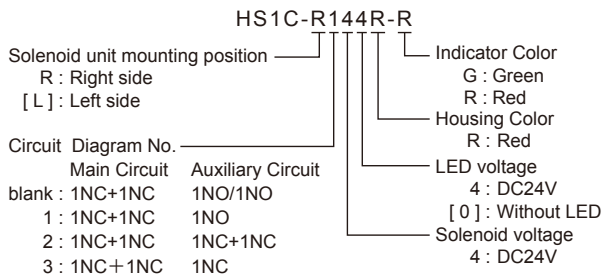 HS1C-R144R-R
Solenoid unit mounting position
R : Right side
[ L ] : Left side
Circuit Diagram No.
Main Circuit Auxiliary Circuit
blank : 1NC+1NC 1NO/1NO
1 : 1NC+1NC 1NO
2 : 1NC+1NC 1NC+1NC
3 : 1NC+1NC 1NC
Indicator Color
G : Green
R : Red
Housing Color
R : Red
LED voltage
4 : DC24V
[ 0 ] : Without LED
Solenoid voltage
4 : DC24V